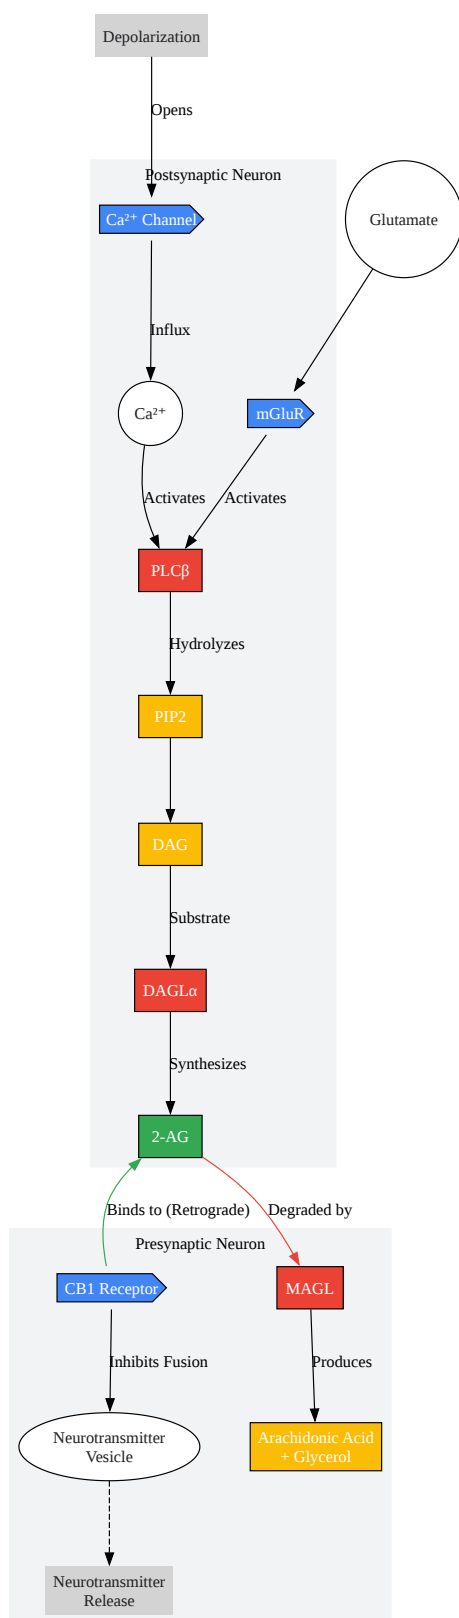 Depolarization
Opens
Postsynaptic Neuron
Ca²⁺ Channel
Glutamate
Influx
Ca²⁺
mGluR
Activates
Activates
PLCβ
Hydrolyzes
PIP2
DAG
Substrate
DAGLα
Synthesizes
2-AG
Binds to (Retrograde)
Degraded by
Presynaptic Neuron
CB1 Receptor
MAGL
Inhibits Fusion
Produces
Neurotransmitter
Vesicle
Arachidonic Acid
+ Glycerol
Neurotransmitter
Release